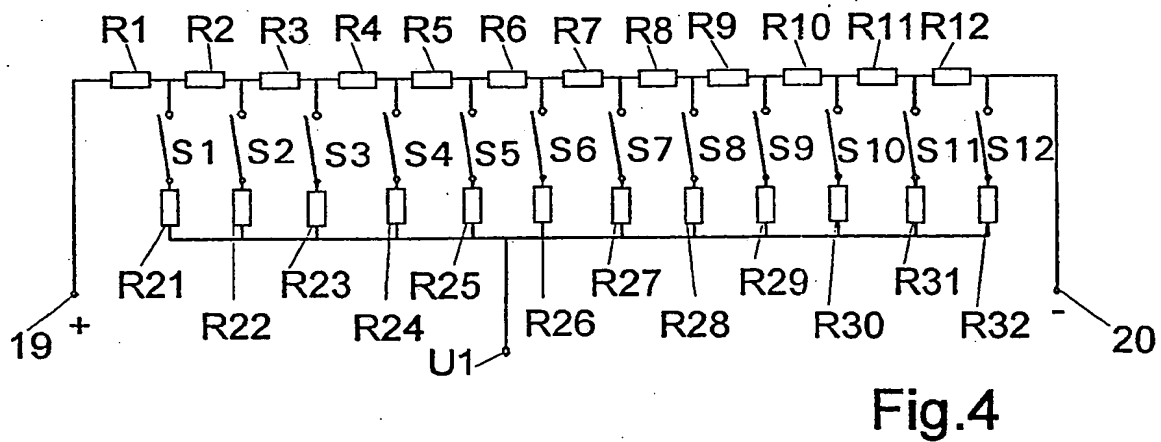 R1 R2 R3 R4 R5 R6 R7 R8 R9 R10 R11 R12
S1 S2 S3 S4 S5 S6 S7 S8 S9 S10 S11 S12
R21 R23 R25 R27 R29 R31
R22 R24 R26 R28 R30 R32
19 + U1 - 20
Fig.4